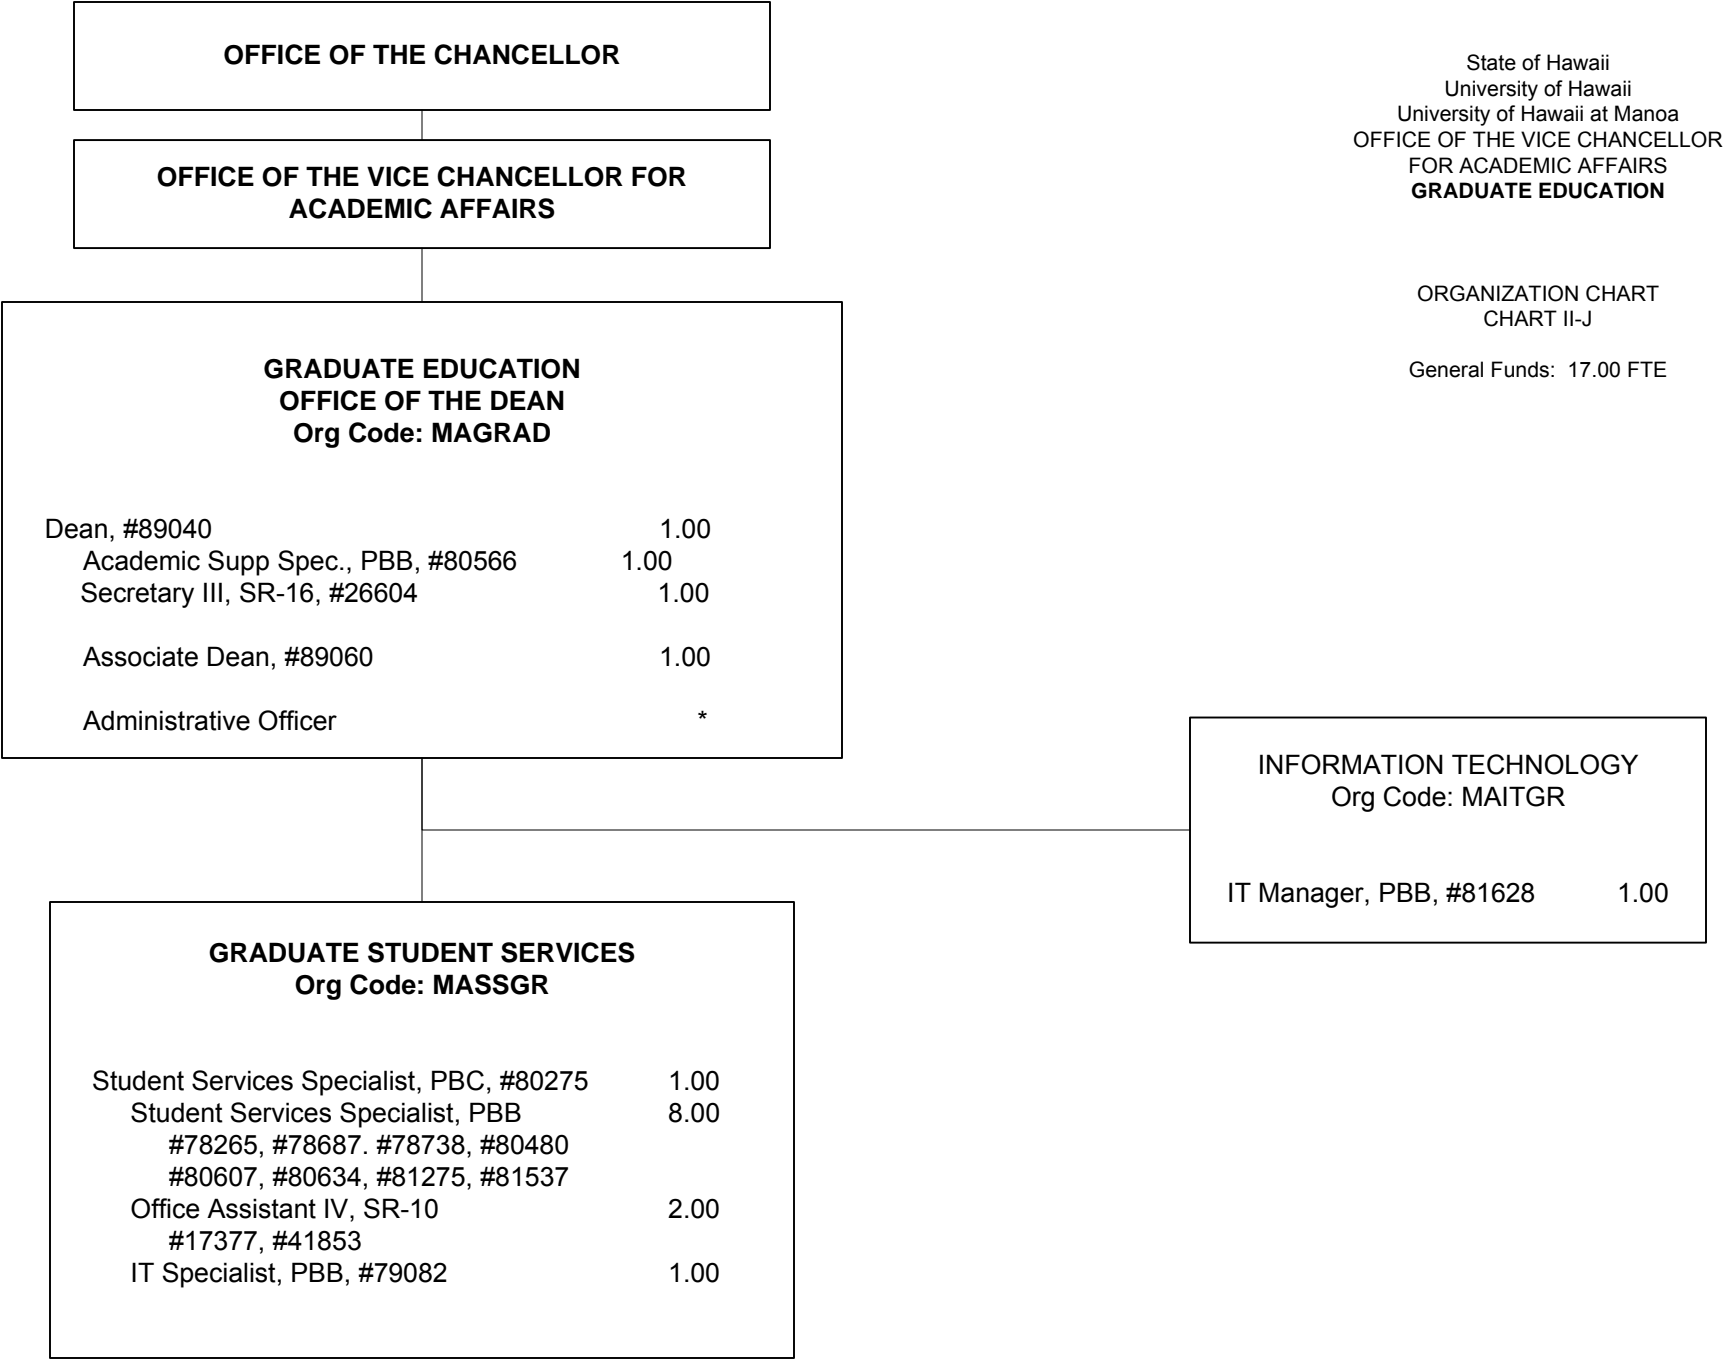 OFFICE OF THE CHANCELLOR
OFFICE OF THE VICE CHANCELLOR FOR
ACADEMIC AFFAIRS
State of Hawaii
University of Hawaii
University of Hawaii at Manoa
OFFICE OF THE VICE CHANCELLOR
FOR ACADEMIC AFFAIRS
GRADUATE EDUCATION
ORGANIZATION CHART
CHART II-J
General Funds: 17.00 FTE
GRADUATE EDUCATION
OFFICE OF THE DEAN
Org Code: MAGRAD
Dean, #89040 1.00
Academic Supp Spec., PBB, #80566 1.00
Secretary III, SR-16, #26604 1.00
Associate Dean, #89060 1.00
Administrative Officer *
INFORMATION TECHNOLOGY
Org Code: MAITGR
IT Manager, PBB, #81628 1.00
GRADUATE STUDENT SERVICES
Org Code: MASSGR
Student Services Specialist, PBC, #80275 1.00
Student Services Specialist, PBB 8.00
#78265, #78687. #78738, #80480
#80607, #80634, #81275, #81537
Office Assistant IV, SR-10 2.00
#17377, #41853
IT Specialist, PBB, #79082 1.00